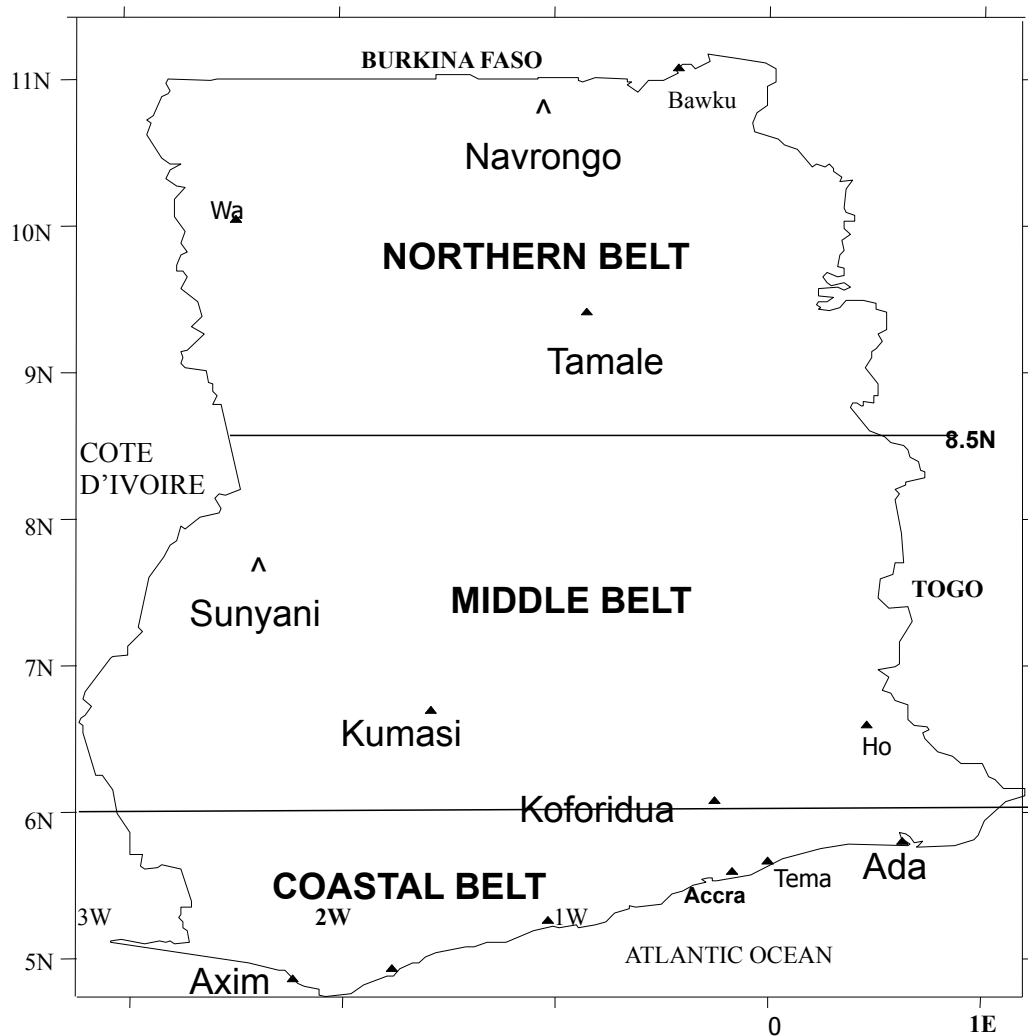 BURKINA FASO
11N
Bawku
^
Navrongo
Wa
10N
NORTHERN BELT
Tamale
9N
8.5N
COTE
D’IVOIRE
8N
^
Sunyani
MIDDLE BELT
TOGO
7N
Kumasi
Ho
Koforidua
6N
COASTAL BELT
Ada
Tema
Accra
3W
2W
1W
ATLANTIC OCEAN
5N
Axim
0
1E